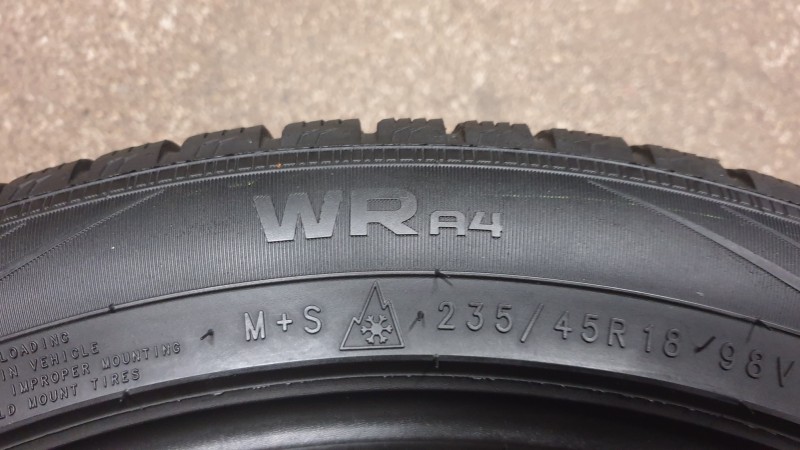 WR A4
M+S 235/45R18 98V
LOADING
IN VEHICLE
IMPROPER MOUNTING
MOUNT TIRES